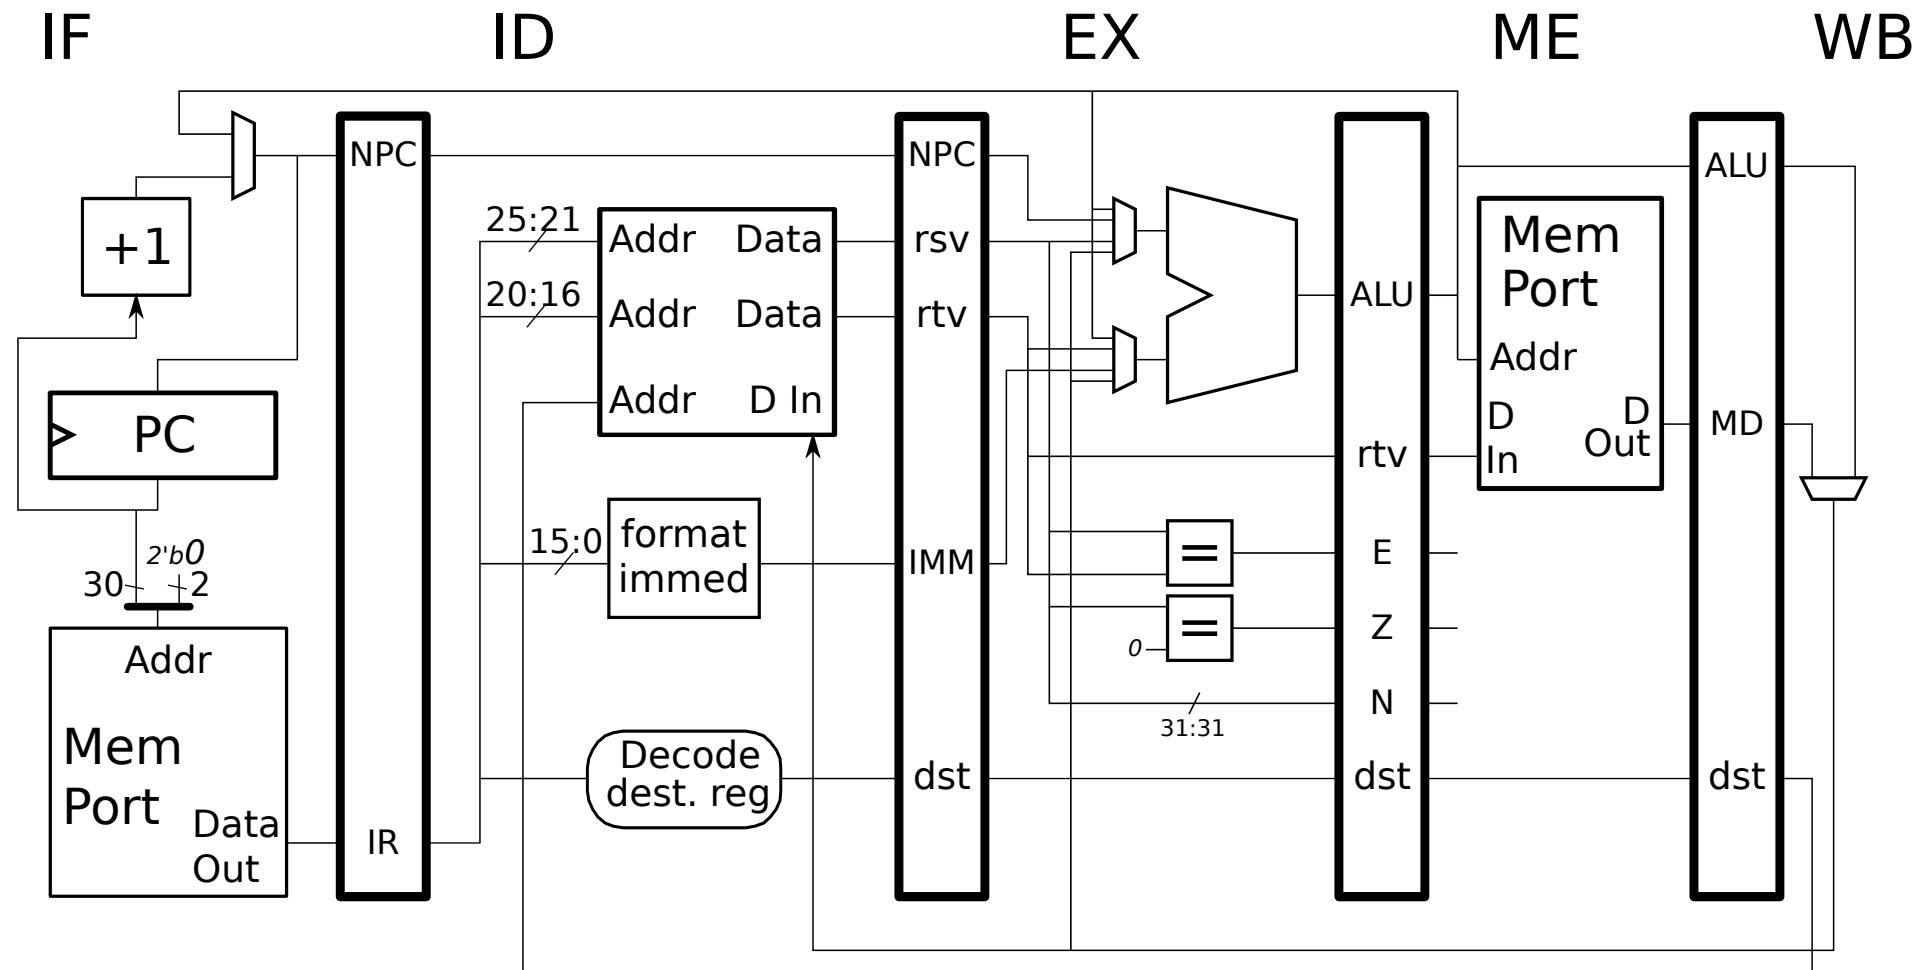 IF
ID
EX
ME
WB
+1
PC
2'b0
30
2
Addr
Mem
Port
Data
Out
NPC
IR
25:21
20:16
Addr
Data
Addr
Data
Addr
D In
15:0
format
immed
Decode
dest. reg
NPC
rsv
rtv
IMM
dst
=
=
0
31:31
ALU
rtv
E
Z
N
dst
Mem
Port
Addr
D
In
D
Out
ALU
MD
dst